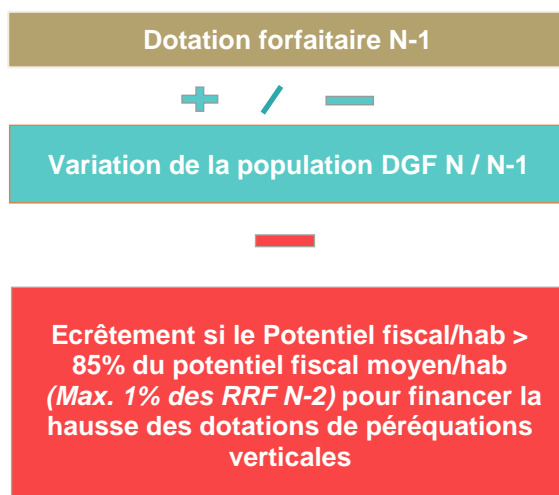 Dotation forfaitaire N-1
+ / −
Variation de la population DGF N / N-1
−
Ecrêtement si le Potentiel fiscal/hab >
85% du potentiel fiscal moyen/hab
(Max. 1% des RRF N-2) pour financer la
hausse des dotations de péréquations
verticales